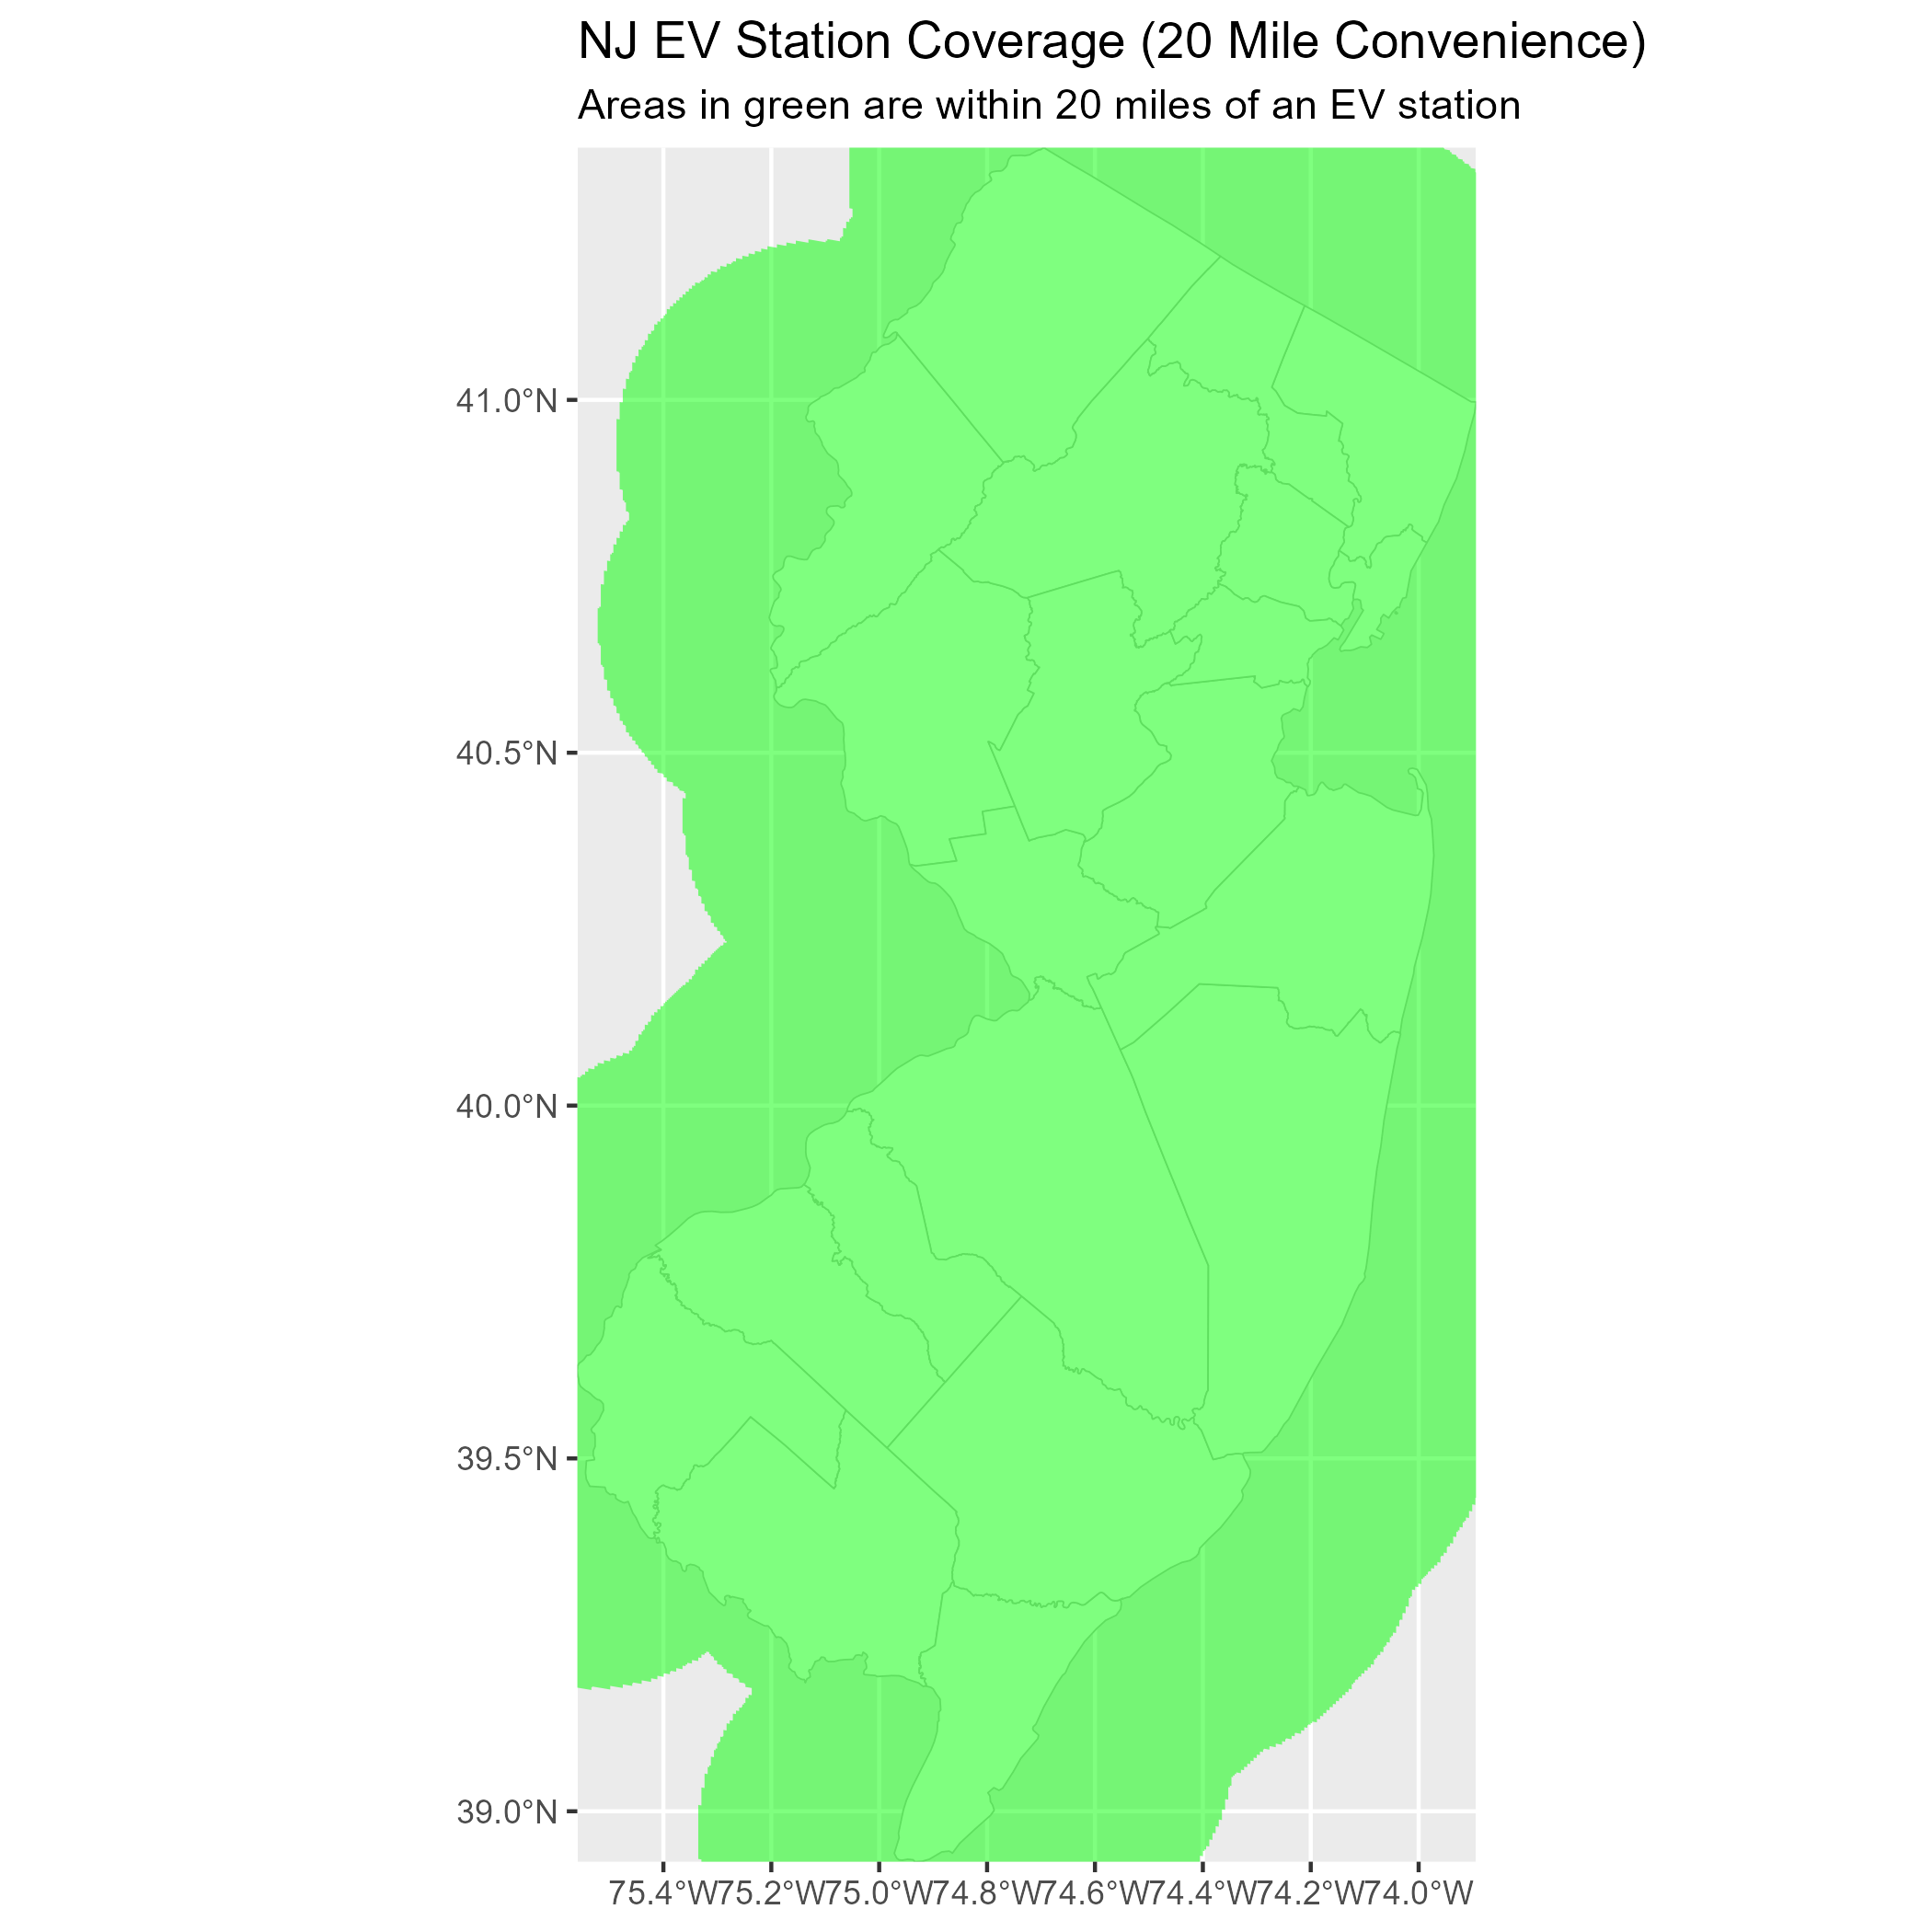 NJ EV Station Coverage (20 Mile Convenience)
Areas in green are within 20 miles of an EV station
41.0°N
40.5°N
40.0°N
39.5°N
39.0°N
75.4°W 75.2°W 75.0°W 74.8°W 74.6°W 74.4°W 74.2°W 74.0°W